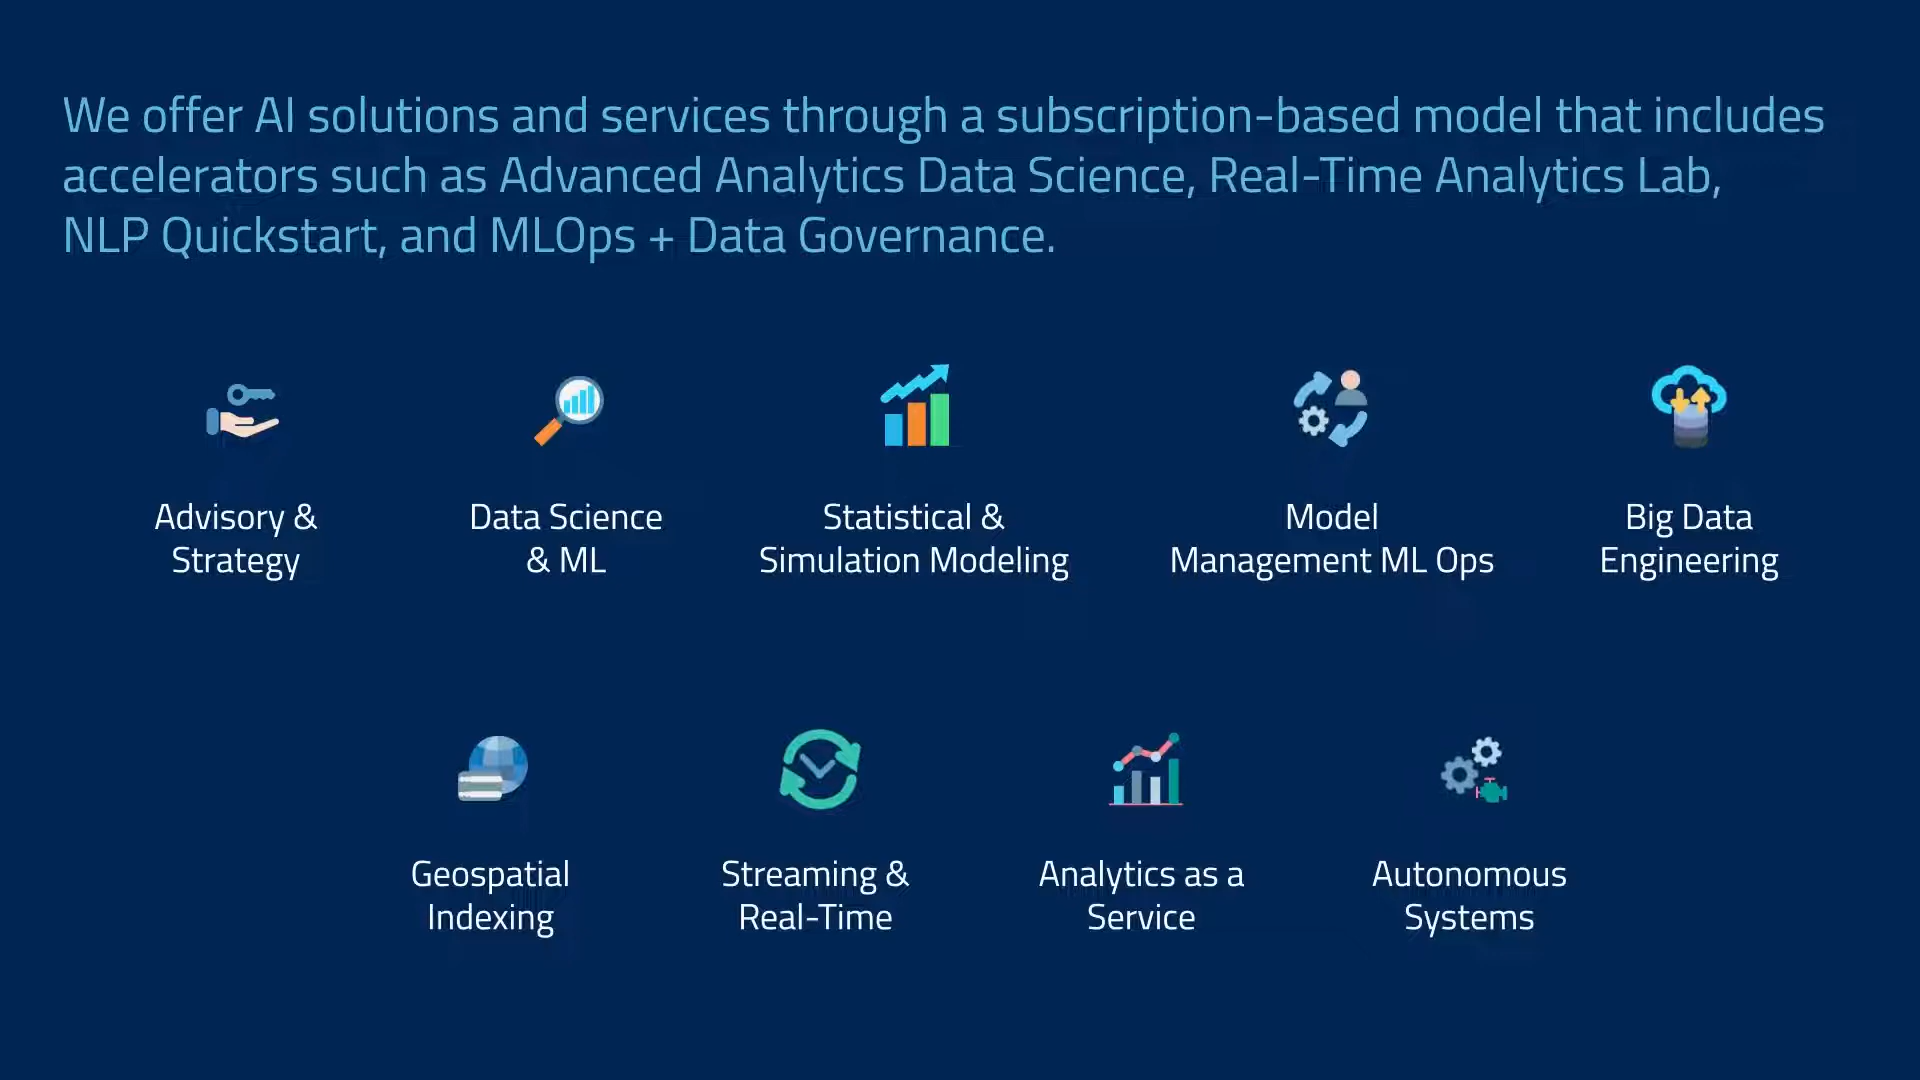 We offer AI solutions and services through a subscription-based model that includes
accelerators such as Advanced Analytics Data Science, Real-Time Analytics Lab,
NLP Quickstart, and MLOps + Data Governance.
Advisory &
Strategy
Data Science
& ML
Statistical &
Simulation Modeling
Model
Management ML Ops
Big Data
Engineering
Geospatial
Indexing
Streaming &
Real-Time
Analytics as a
Service
Autonomous
Systems